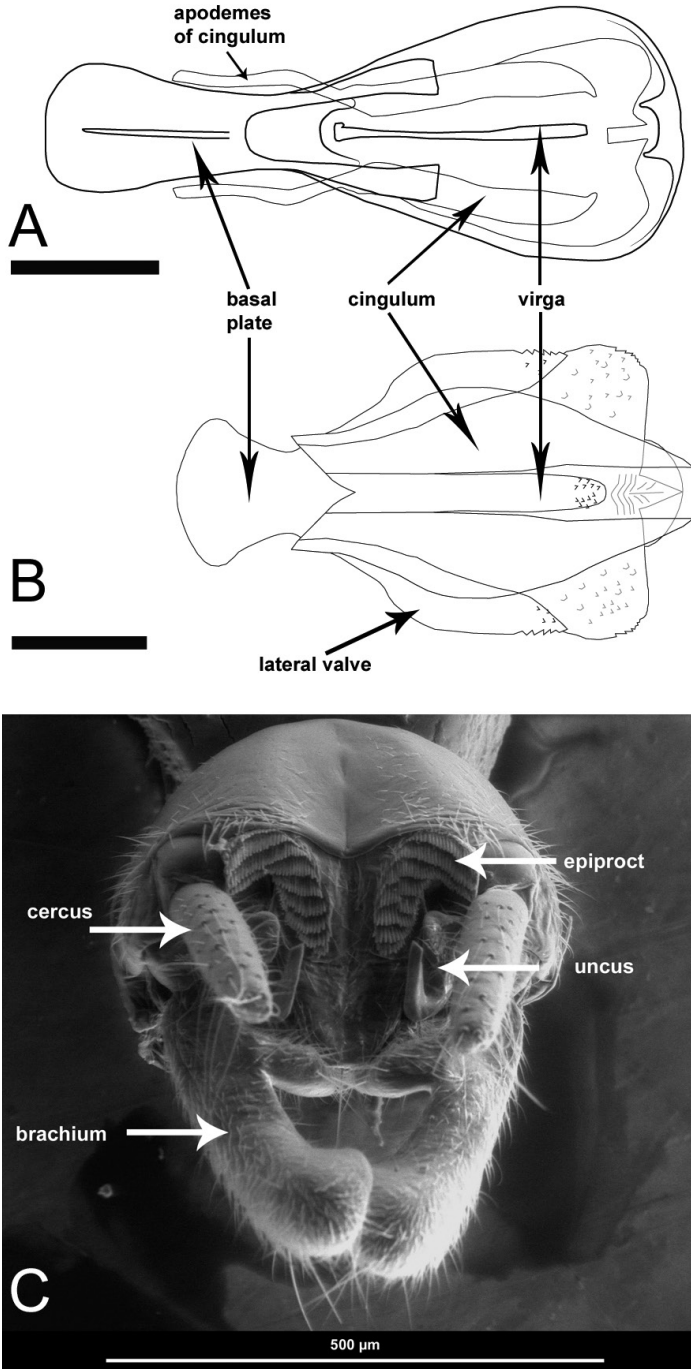 apodemes
of cingulum
A
basal
plate
cingulum
virga
B
lateral valve
epiproct
cercus
uncus
brachium
C
500 µm